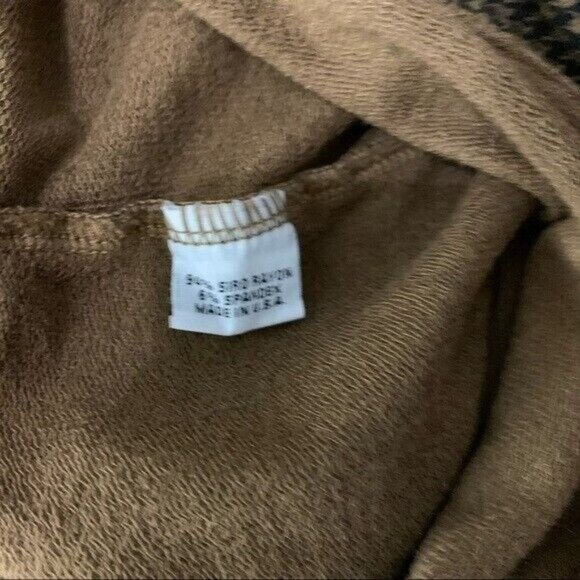 94% SIRO RAYON
6% SPANDEX
MADE IN U.S.A.